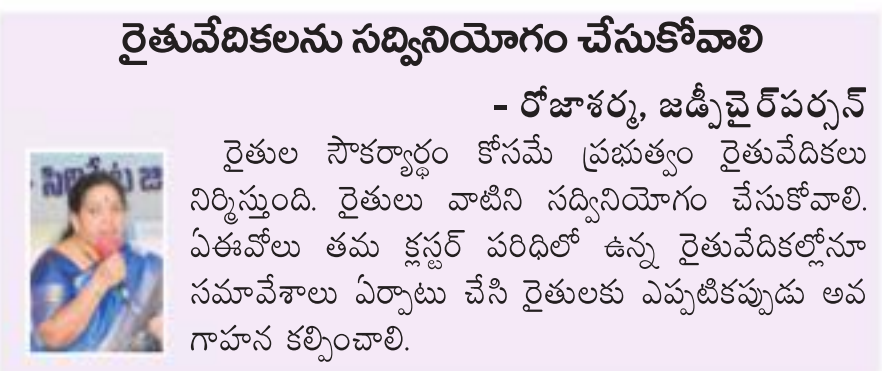 రైతువేదికలను సద్వినియోగం చేసుకోవాలి
- రోజాశర్మ, జడ్పీచైర్‌పర్సన్
రైతుల సౌకర్యార్థం కోసమే ప్రభుత్వం రైతువేదికలు
నిర్మిస్తుంది. రైతులు వాటిని సద్వినియోగం చేసుకోవాలి.
ఏఈవోలు తమ క్లస్టర్ పరిధిలో ఉన్న రైతువేదికల్లోనూ
సమావేశాలు ఏర్పాటు చేసి రైతులకు ఎప్పటికప్పుడు అవ
గాహన కల్పించాలి.